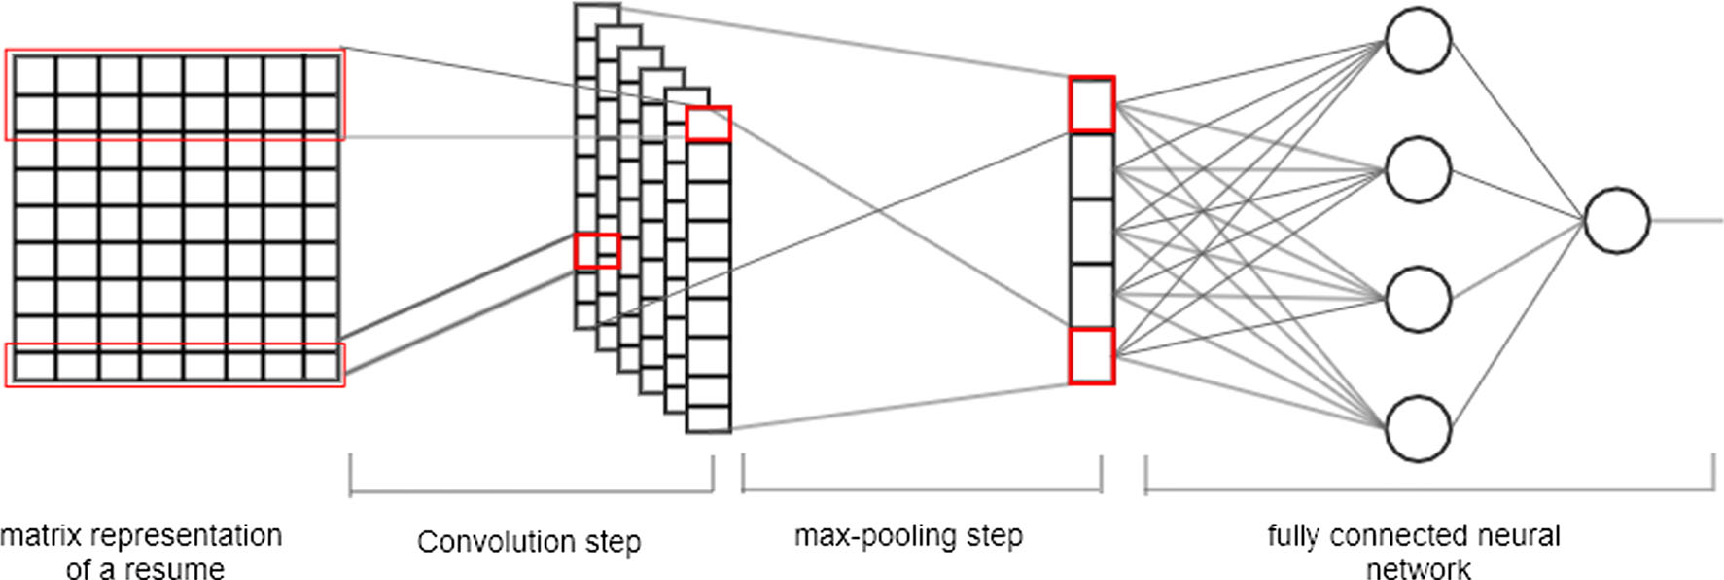 matrix representation
of a resume
Convolution step
max-pooling step
fully connected neural
network